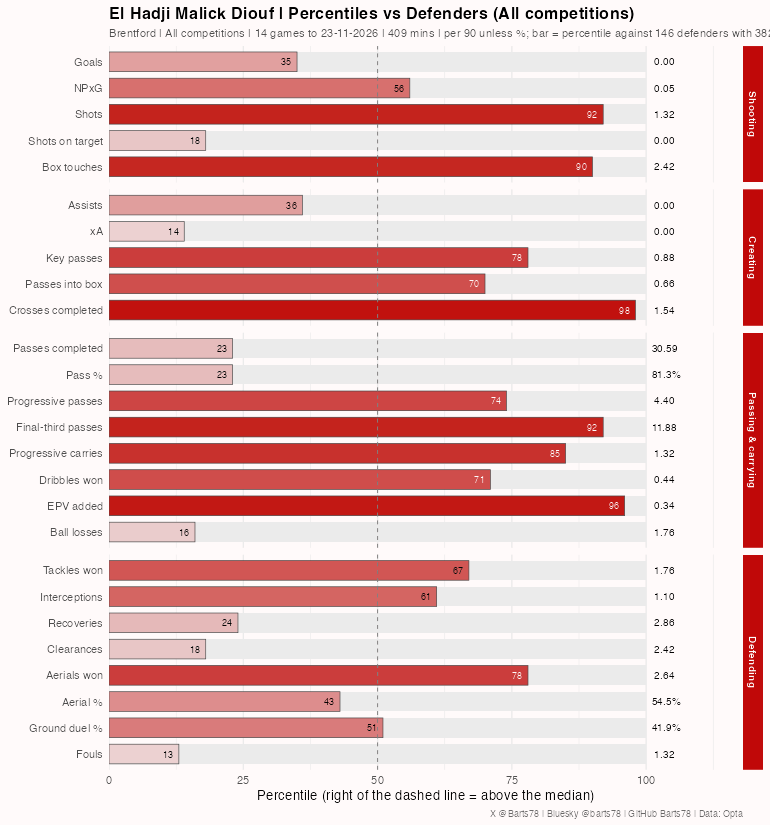 El Hadji Malick Diouf | Percentiles vs Defenders (All competitions)
Brentford | All competitions | 14 games to 23-11-2026 | 409 mins | per 90 unless %; bar = percentile against 146 defenders with 382
Goals 35 0.00
NPxG 56 0.05
Shots 92 1.32
Shots on target 18 0.00
Box touches 90 2.42
Shooting
Assists 36 0.00
xA 14 0.00
Key passes 78 0.88
Passes into box 70 0.66
Crosses completed 98 1.54
Creating
Passes completed 23 30.59
Pass % 23 81.3%
Progressive passes 74 4.40
Final-third passes 92 11.88
Progressive carries 85 1.32
Dribbles won 71 0.44
EPV added 96 0.34
Ball losses 16 1.76
Passing & carrying
Tackles won 67 1.76
Interceptions 61 1.10
Recoveries 24 2.86
Clearances 18 2.42
Aerials won 78 2.64
Aerial % 43 54.5%
Ground duel % 51 41.9%
Fouls 13 1.32
Defending
0 25 50 75 100
Percentile (right of the dashed line = above the median)
X @Barts78 | Bluesky @barts78 | GitHub Barts78 | Data: Opta